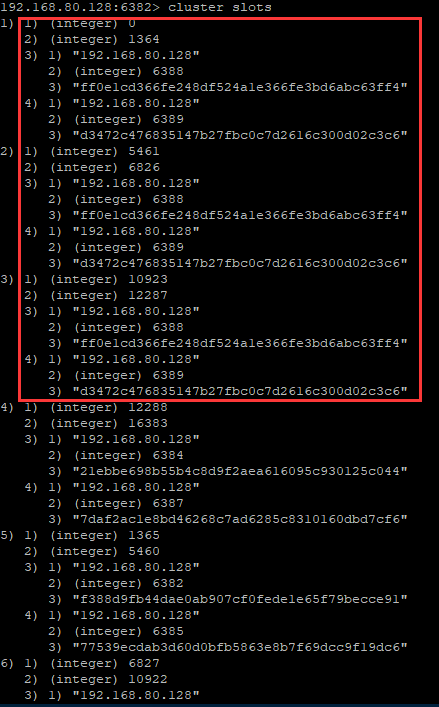 192.168.80.128:6382> cluster slots
1) 1) (integer) 0
2) (integer) 1364
3) 1) "192.168.80.128"
2) (integer) 6388
3) "ff0e1cd366fe248df524a1e366fe3bd6abc63ff4"
4) 1) "192.168.80.128"
2) (integer) 6389
3) "d3472c476835147b27fbc0c7d2616c300d02c3c6"
2) 1) (integer) 5461
2) (integer) 6826
3) 1) "192.168.80.128"
2) (integer) 6388
3) "ff0e1cd366fe248df524a1e366fe3bd6abc63ff4"
4) 1) "192.168.80.128"
2) (integer) 6389
3) "d3472c476835147b27fbc0c7d2616c300d02c3c6"
3) 1) (integer) 10923
2) (integer) 12287
3) 1) "192.168.80.128"
2) (integer) 6388
3) "ff0e1cd366fe248df524a1e366fe3bd6abc63ff4"
4) 1) "192.168.80.128"
2) (integer) 6389
3) "d3472c476835147b27fbc0c7d2616c300d02c3c6"
4) 1) (integer) 12288
2) (integer) 16383
3) 1) "192.168.80.128"
2) (integer) 6384
3) "21ebbe698b55b4c8d9f2aea616095c930125c044"
4) 1) "192.168.80.128"
2) (integer) 6387
3) "7daf2ac1e8bd46268c7ad6285c8310160dbd7cf6"
5) 1) (integer) 1365
2) (integer) 5460
3) 1) "192.168.80.128"
2) (integer) 6382
3) "f388d9fb44dae0ab907cf0fede1e65f79becce91"
4) 1) "192.168.80.128"
2) (integer) 6385
3) "77539ecdab3d60d0bfb5863e8b7f69dcc9f19dc6"
6) 1) (integer) 6827
2) (integer) 10922
3) 1) "192.168.80.128"